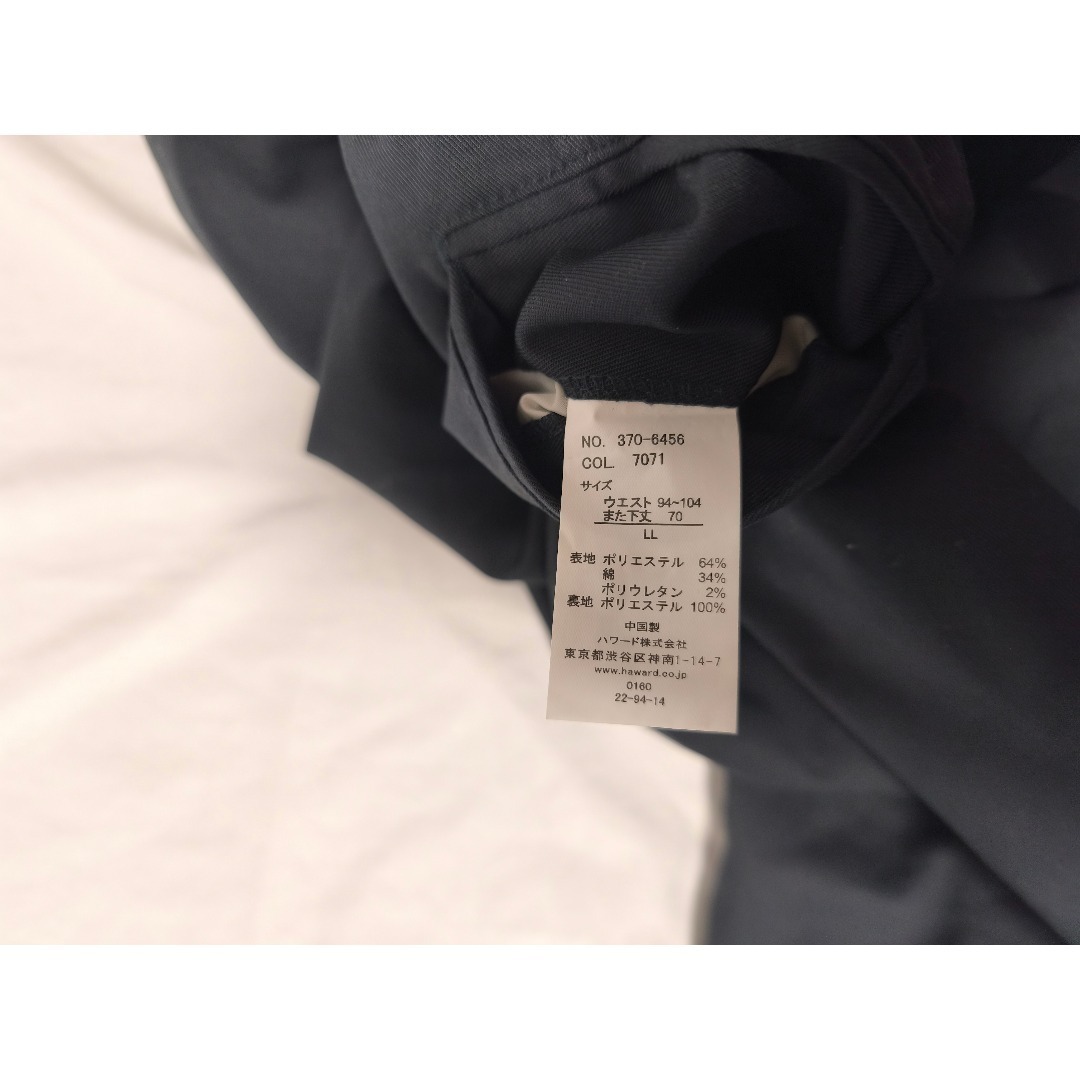 NO. 370-6456
COL. 7071
サイズ
ウエスト 94~104
また下丈 70
LL
表地 ポリエステル 64%
綿 34%
ポリウレタン 2%
裏地 ポリエステル 100%
中国製
ハワード株式会社
東京都渋谷区神南1-14-7
www.haward.co.jp
0160
22-94-14